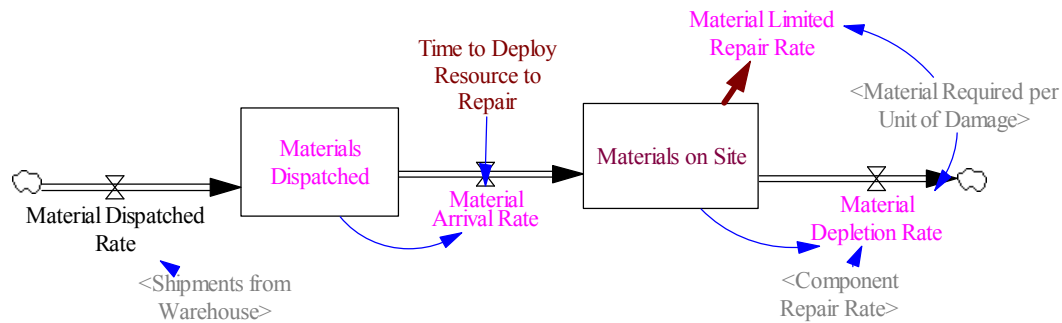 Material Limited
Repair Rate
Time to Deploy
Resource to
Repair
<Material Required per
Unit of Damage>
Materials
Dispatched
Materials on Site
Material Dispatched
Rate
Material
Arrival Rate
Material
Depletion Rate
<Shipments from
Warehouse>
<Component
Repair Rate>